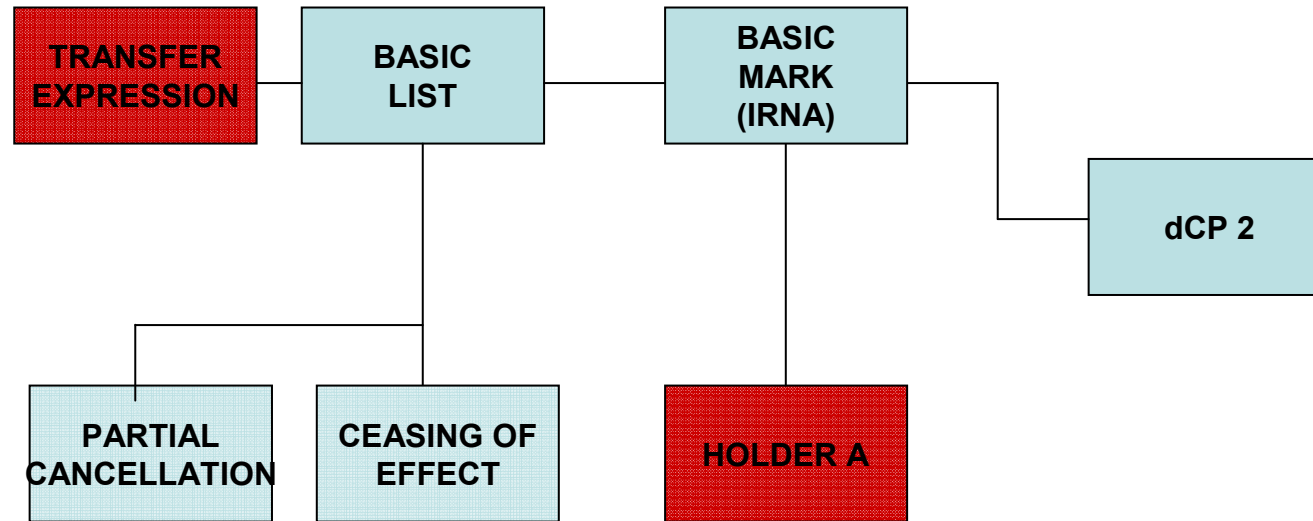 TRANSFER
EXPRESSION
BASIC
LIST
BASIC
MARK
(IRNA)
dCP 2
PARTIAL
CANCELLATION
CEASING OF
EFFECT
HOLDER A